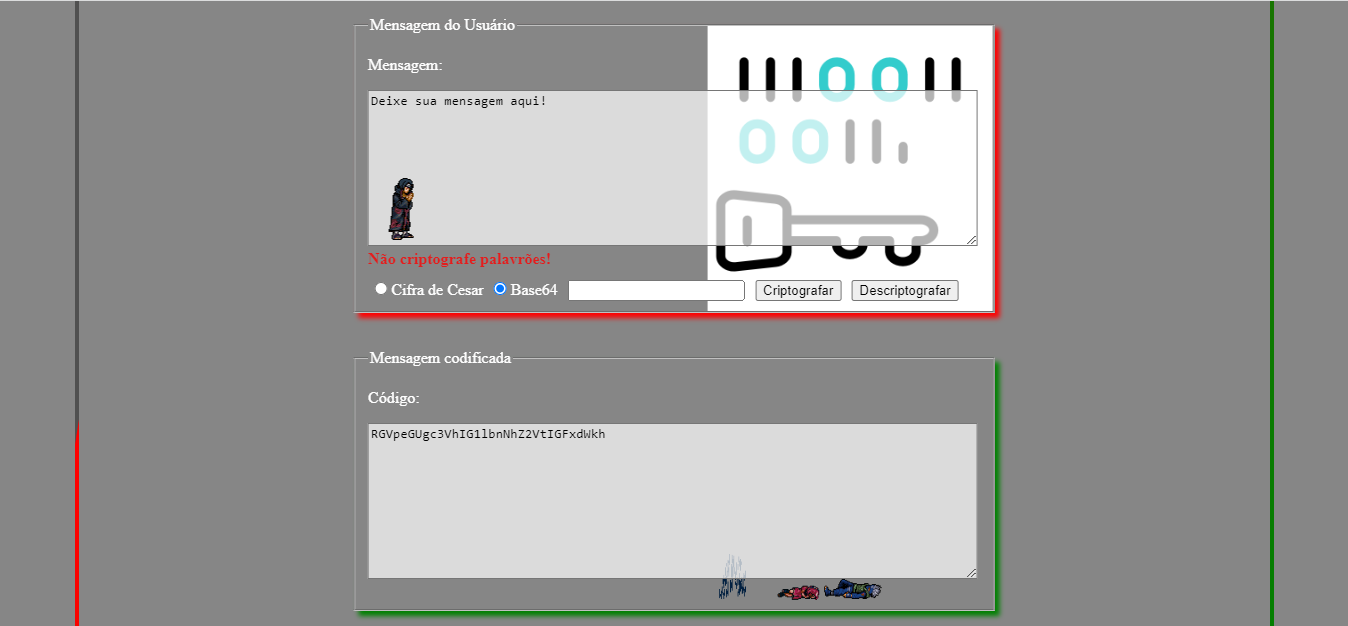 Mensagem do Usuário
Mensagem:
Deixe sua mensagem aqui!
Não criptografe palavrões!
Cifra de Cesar Base64 Criptografar Descriptografar
Mensagem codificada
Código:
RGVpeGUgc3VhIG1lbnNhZ2VtIGFxdWkh